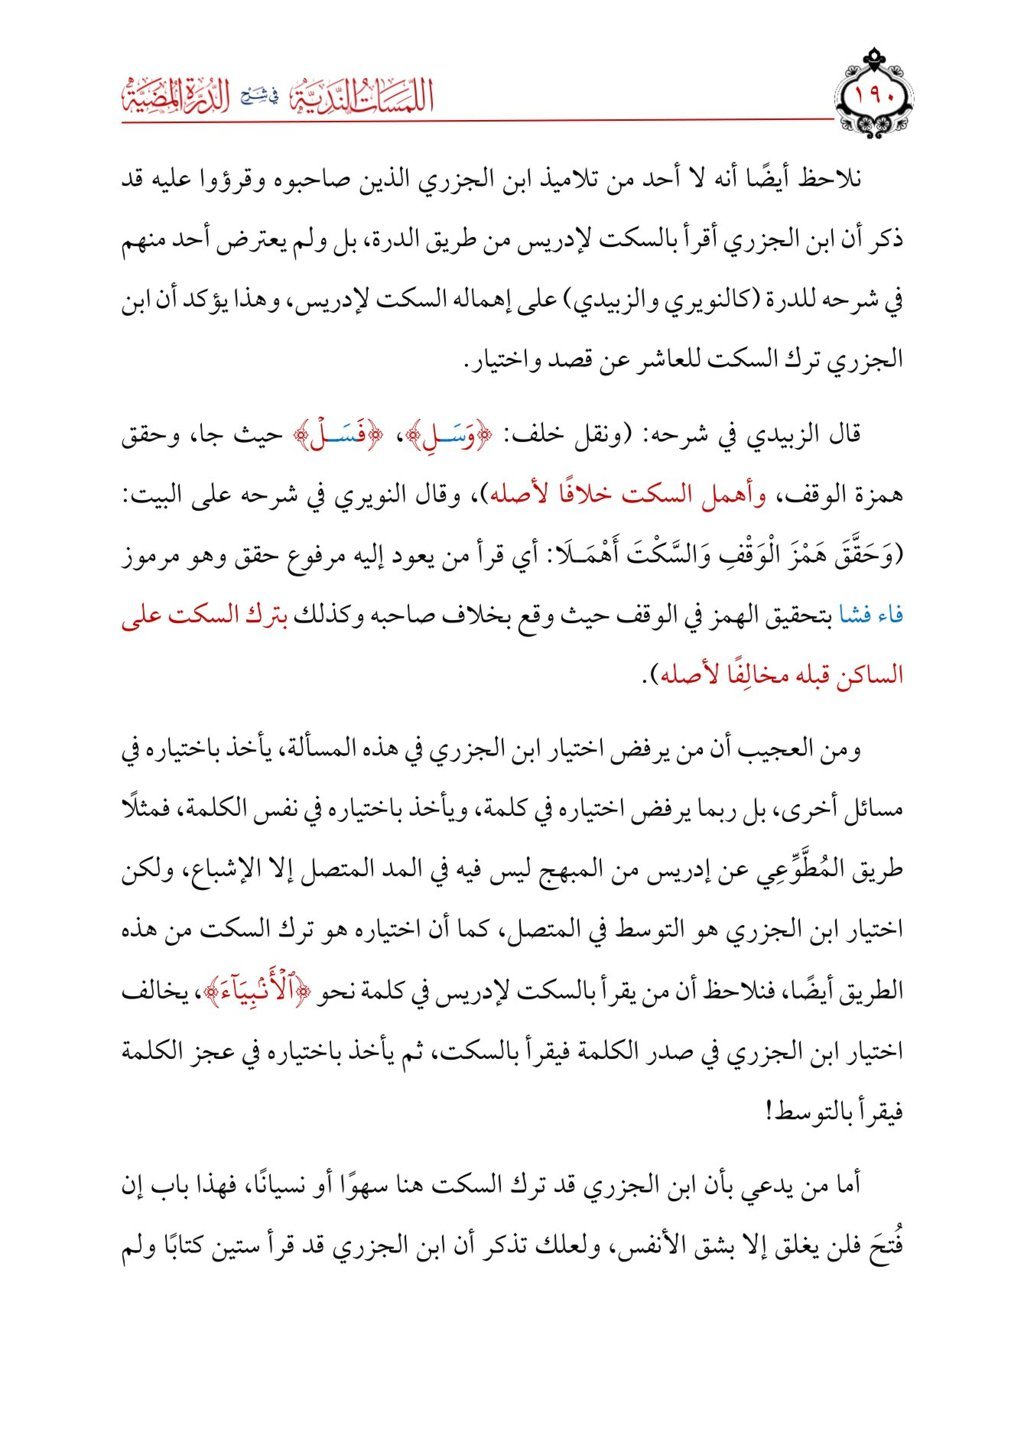 اللمسات الندية في شرح الدرة المضية
١٩٠
نلاحظ أيضًا أنه لا أحد من تلاميذ ابن الجزري الذين صاحبوه وقرؤوا عليه قد
ذكر أن ابن الجزري أقرأ بالسكت لإدريس من طريق الدرة، بل ولم يعترض أحد منهم
في شرحه للدرة (كالنويري والزبيدي) على إهماله السكت لإدريس، وهذا يؤكد أن ابن
الجزري ترك السكت للعاشر عن قصد واختيار.
قال الزبيدي في شرحه: (ونقل خلف: ﴿وَسَـلِ﴾، ﴿فَسَـلۡ﴾ حيث جا، وحقق
همزة الوقف، وأهمل السكت خلافًا لأصله)، وقال النويري في شرحه على البيت:
(وَحَقَّقَ هَمْزَ الْوَقْفِ وَالسَّكْتَ أَهْمَـلَا: أي قرأ من يعود إليه مرفوع حقق وهو مرموز
فاء فشا بتحقيق الهمز في الوقف حيث وقع بخلاف صاحبه وكذلك بترك السكت على
الساكن قبله مخالِفًا لأصله).
ومن العجيب أن من يرفض اختيار ابن الجزري في هذه المسألة، يأخذ باختياره في
مسائل أخرى، بل ربما يرفض اختياره في كلمة، ويأخذ باختياره في نفس الكلمة، فمثلًا
طريق المُطَّوِّعِي عن إدريس من المبهج ليس فيه في المد المتصل إلا الإشباع، ولكن
اختيار ابن الجزري هو التوسط في المتصل، كما أن اختياره هو ترك السكت من هذه
الطريق أيضًا، فنلاحظ أن من يقرأ بالسكت لإدريس في كلمة نحو ﴿ٱلۡأَنۢبِيَآءَ﴾، يخالف
اختيار ابن الجزري في صدر الكلمة فيقرأ بالسكت، ثم يأخذ باختياره في عجز الكلمة
فيقرأ بالتوسط!
أما من يدعي بأن ابن الجزري قد ترك السكت هنا سهوًا أو نسيانًا، فهذا باب إن
فُتحَ فلن يغلق إلا بشق الأنفس، ولعلك تذكر أن ابن الجزري قد قرأ ستين كتابًا ولم